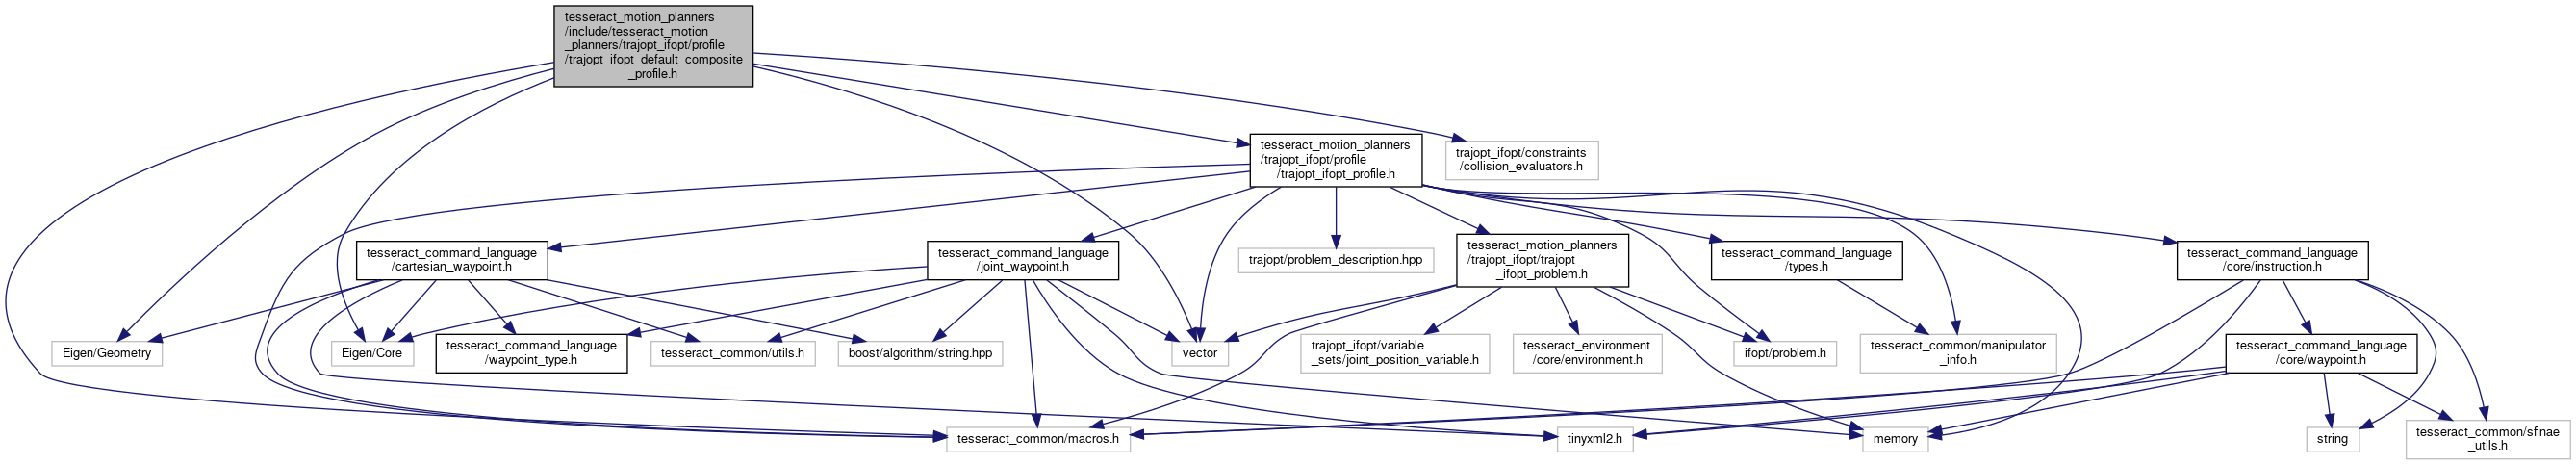 tesseract_motion_planners
/include/tesseract_motion
_planners/trajopt_ifopt/profile
/trajopt_ifopt_default_composite
_profile.h
tesseract_motion_planners
/trajopt_ifopt/profile
/trajopt_ifopt_profile.h
trajopt_ifopt/constraints
/collision_evaluators.h
tesseract_command_language
/cartesian_waypoint.h
tesseract_command_language
/joint_waypoint.h
trajopt/problem_description.hpp
tesseract_motion_planners
/trajopt_ifopt/trajopt
_ifopt_problem.h
tesseract_command_language
/types.h
tesseract_command_language
/core/instruction.h
Eigen/Geometry
Eigen/Core
tesseract_command_language
/waypoint_type.h
tesseract_common/utils.h
boost/algorithm/string.hpp
vector
trajopt_ifopt/variable
_sets/joint_position_variable.h
tesseract_environment
/core/environment.h
ifopt/problem.h
tesseract_common/manipulator
_info.h
tesseract_command_language
/core/waypoint.h
tesseract_common/macros.h
tinyxml2.h
memory
string
tesseract_common/sfinae
_utils.h